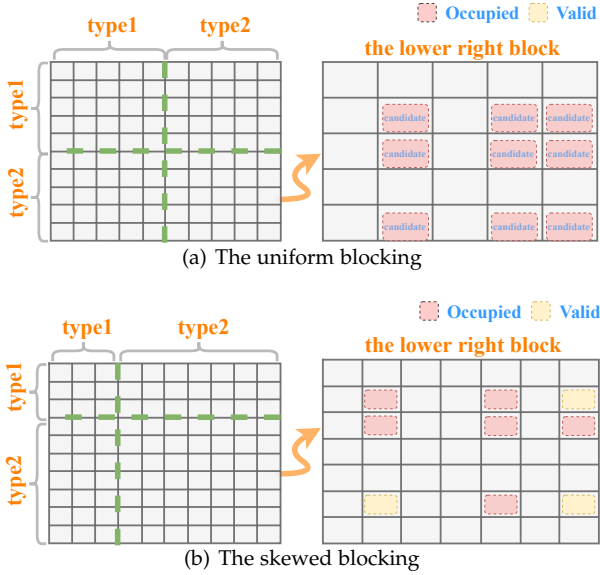 Occupied Valid
type1 type2
the lower right block
type1
type2
candidate candidate candidate
candidate candidate candidate
candidate candidate candidate
(a) The uniform blocking
Occupied Valid
type1 type2
the lower right block
type1
type2
(b) The skewed blocking